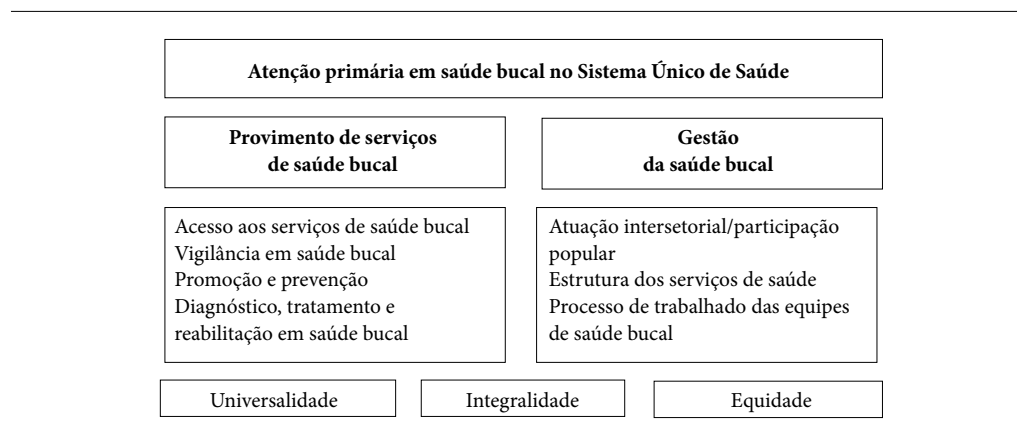 Atenção primária em saúde bucal no Sistema Único de Saúde
Provimento de serviços
de saúde bucal
Gestão
da saúde bucal
Acesso aos serviços de saúde bucal
Vigilância em saúde bucal
Promoção e prevenção
Diagnóstico, tratamento e
reabilitação em saúde bucal
Atuação intersetorial/participação
popular
Estrutura dos serviços de saúde
Processo de trabalhado das equipes
de saúde bucal
Universalidade
Integralidade
Equidade